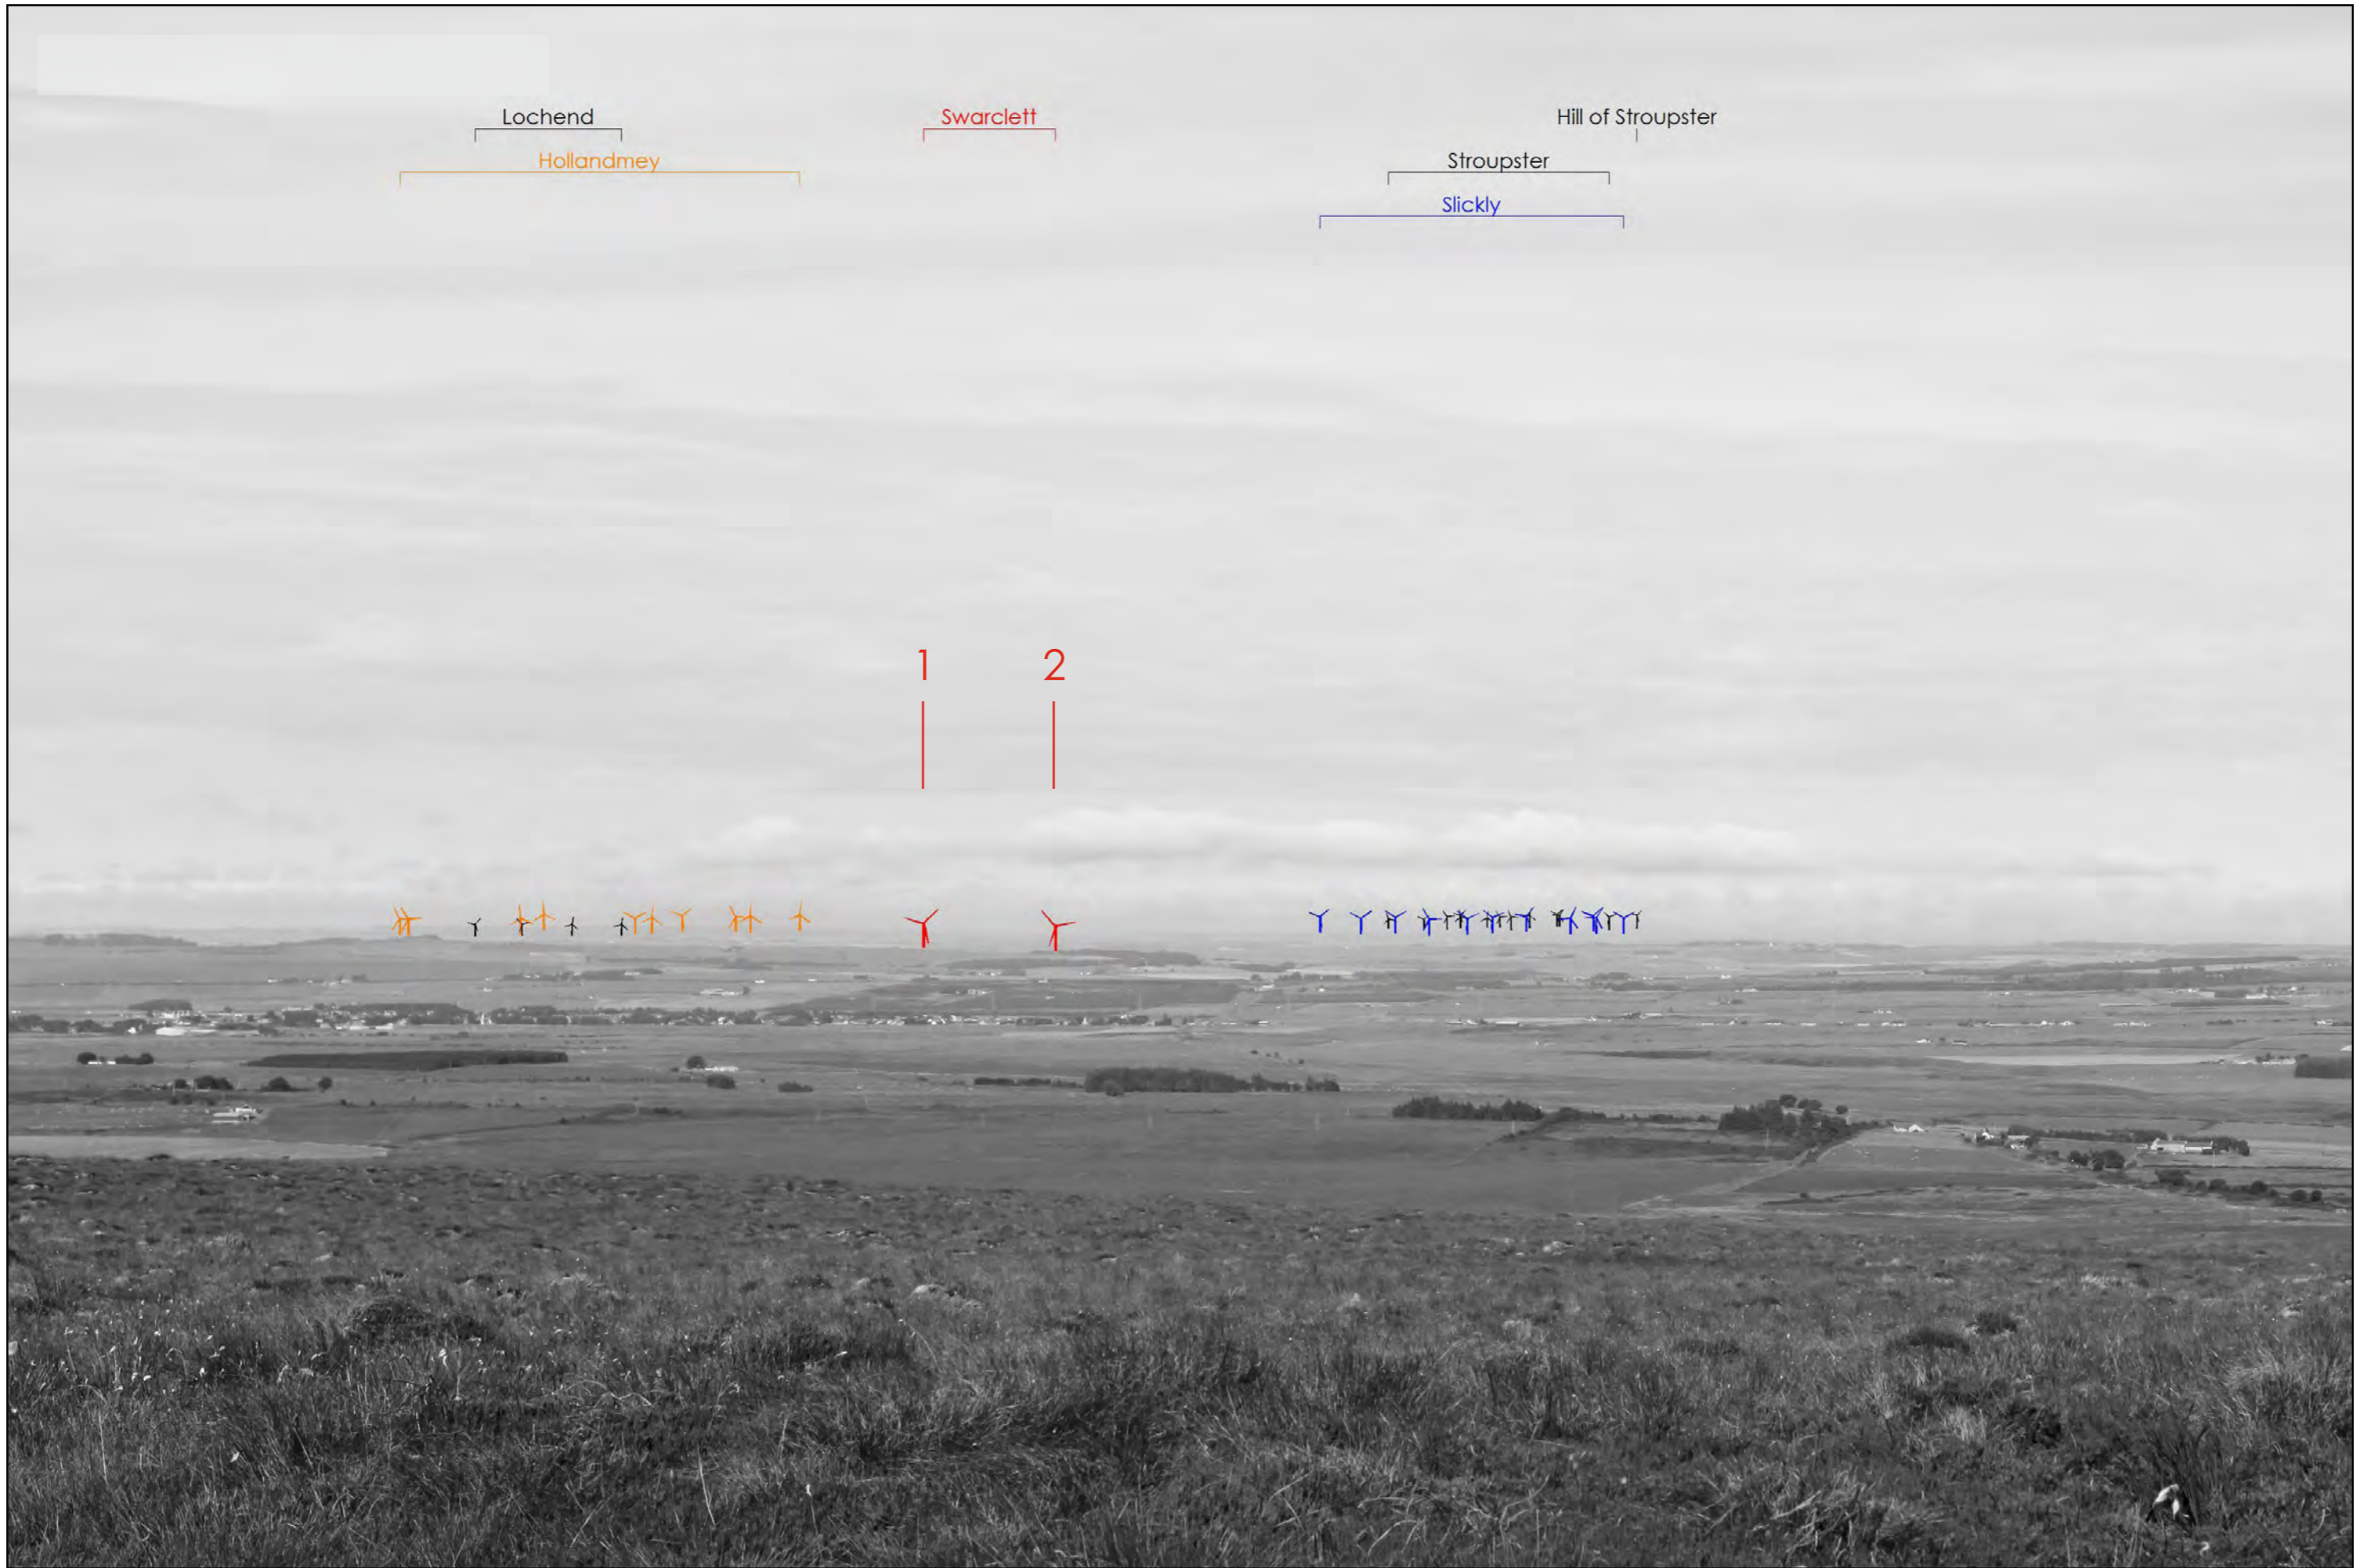 Lochend
Swarclett
Hill of Stroupster
Hollandmey
Stroupster
Slickly
1
2